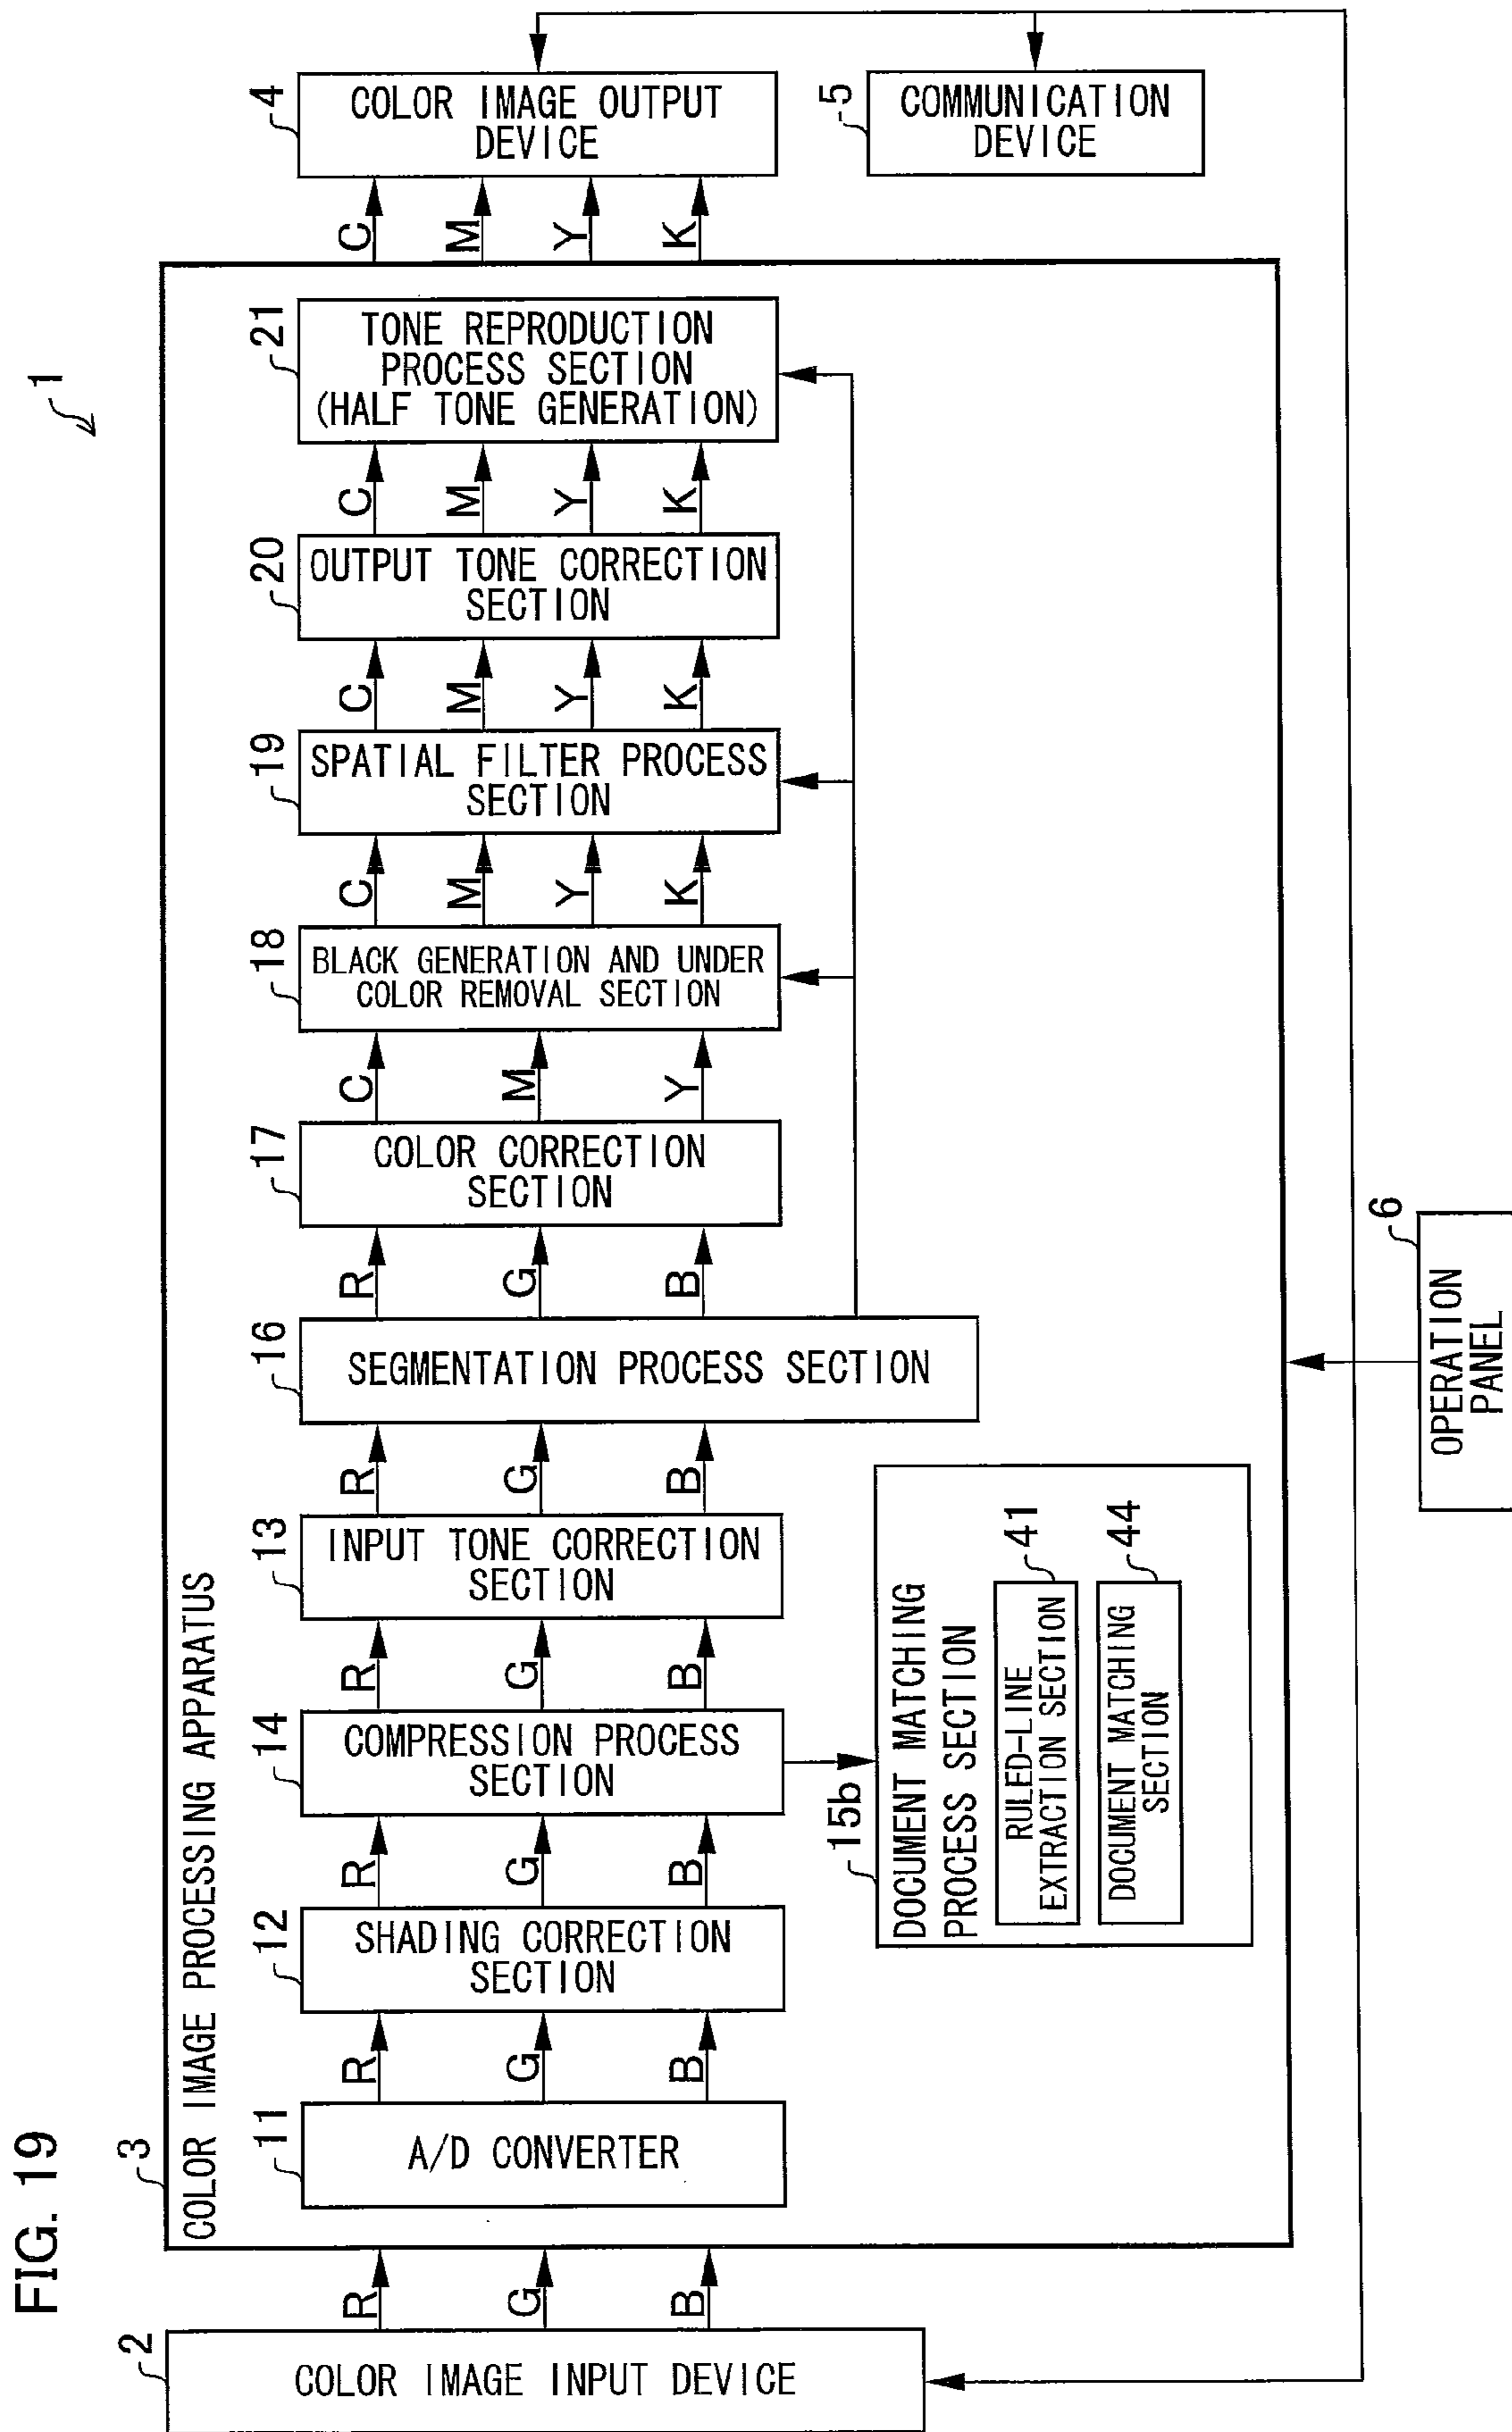 FIG. 19
1
3
COLOR IMAGE PROCESSING APPARATUS
2
COLOR IMAGE INPUT DEVICE
R
G
B
11
A/D CONVERTER
R
G
B
12
SHADING CORRECTION
SECTION
R
G
B
14
COMPRESSION PROCESS
SECTION
R
G
B
13
INPUT TONE CORRECTION
SECTION
R
G
B
16
SEGMENTATION PROCESS SECTION
R
G
B
17
COLOR CORRECTION
SECTION
C
M
Y
18
BLACK GENERATION AND UNDER
COLOR REMOVAL SECTION
C
M
Y
K
19
SPATIAL FILTER PROCESS
SECTION
C
M
Y
K
20
OUTPUT TONE CORRECTION
SECTION
C
M
Y
K
21
TONE REPRODUCTION
PROCESS SECTION
(HALF TONE GENERATION)
C
M
Y
K
4
COLOR IMAGE OUTPUT
DEVICE
5
COMMUNICATION
DEVICE
15b
DOCUMENT MATCHING
PROCESS SECTION
RULED-LINE
EXTRACTION SECTION
41
DOCUMENT MATCHING
SECTION
44
6
OPERATION
PANEL